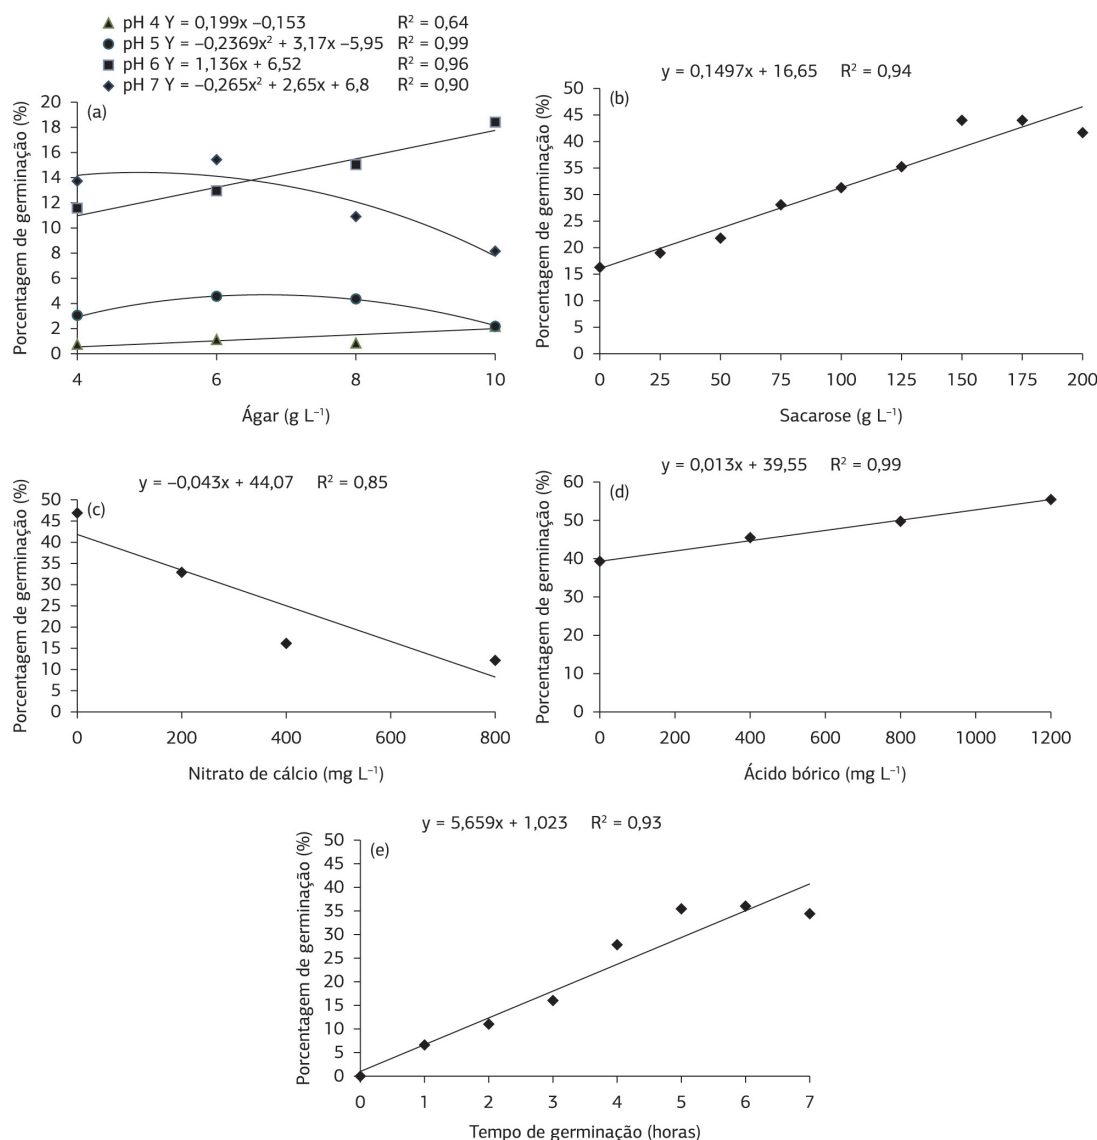 pH 4 Y = 0,199x –0,153 R² = 0,64
pH 5 Y = –0,2369x² + 3,17x –5,95 R² = 0,99
pH 6 Y = 1,136x + 6,52 R² = 0,96
pH 7 Y = –0,265x² + 2,65x + 6,8 R² = 0,90
(a)
Porcentagem de germinação (%)
20
18
16
14
12
10
8
6
4
2
0
4 6 8 10
Ágar (g L⁻¹)
y = 0,1497x + 16,65 R² = 0,94
(b)
Porcentagem de germinação (%)
50
45
40
35
30
25
20
15
10
5
0
0 25 50 75 100 125 150 175 200
Sacarose (g L⁻¹)
y = –0,043x + 44,07 R² = 0,85
(c)
Porcentagem de germinação (%)
50
45
40
35
30
25
20
15
10
5
0
0 200 400 600 800
Nitrato de cálcio (mg L⁻¹)
y = 0,013x + 39,55 R² = 0,99
(d)
Porcentagem de germinação (%)
60
50
40
30
20
10
0
0 200 400 600 800 1000 1200
Ácido bórico (mg L⁻¹)
y = 5,659x + 1,023 R² = 0,93
(e)
Porcentagem de germinação (%)
50
45
40
35
30
25
20
15
10
5
0
0 1 2 3 4 5 6 7
Tempo de germinação (horas)